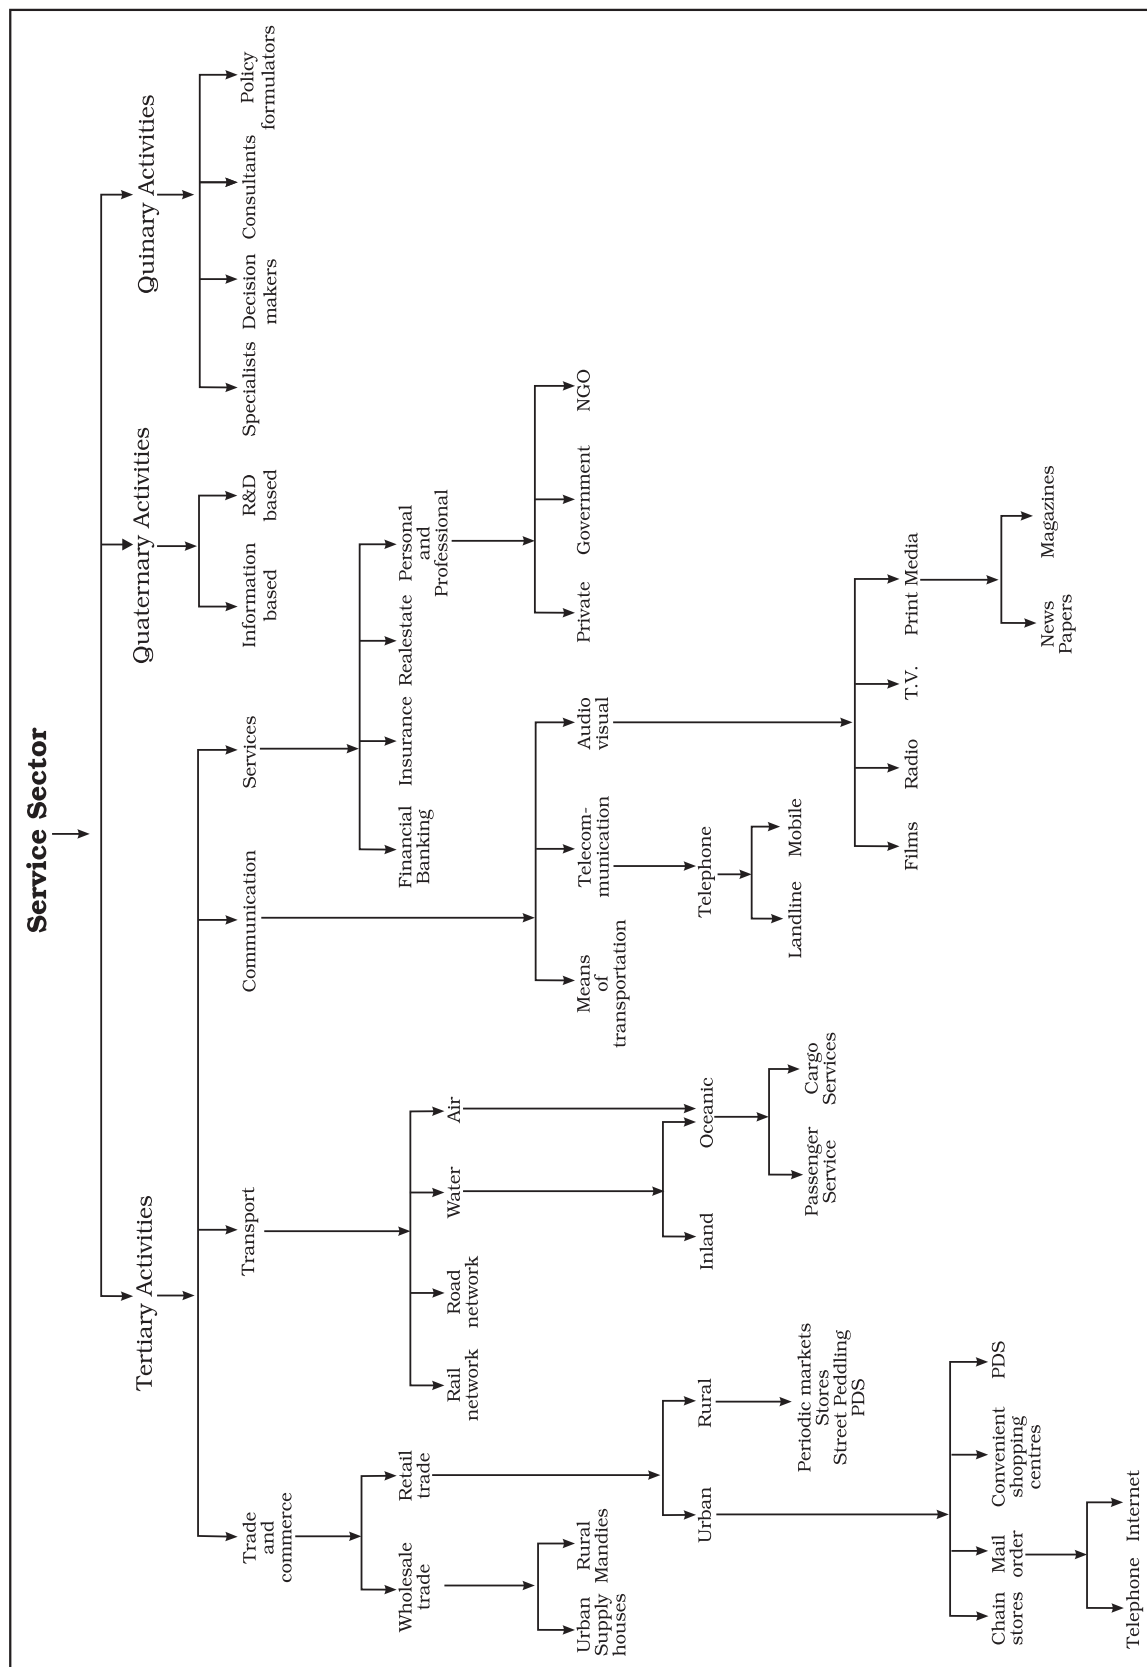 Service Sector
Tertiary Activities
Quaternary Activities
Quinary Activities
Trade
and
commerce
Transport
Communication
Services
Information
based
R&D
based
Specialists
Decision
makers
Consultants
Policy
formulators
Wholesale
trade
Retail
trade
Rail
network
Road
network
Water
Air
Financial
Banking
Insurance
Realestate
Personal
and
Professional
Urban
Supply
houses
Rural
Mandies
Means
of
transportation
Telecom-
munication
Audio
visual
Private
Government
NGO
Urban
Rural
Inland
Oceanic
Telephone
Periodic markets
Stores
Street Peddling
PDS
Passenger
Service
Cargo
Services
Landline
Mobile
Films
Radio
T.V.
Print Media
Chain
stores
Mail
order
Convenient
shopping
centres
PDS
News
Papers
Magazines
Telephone
Internet